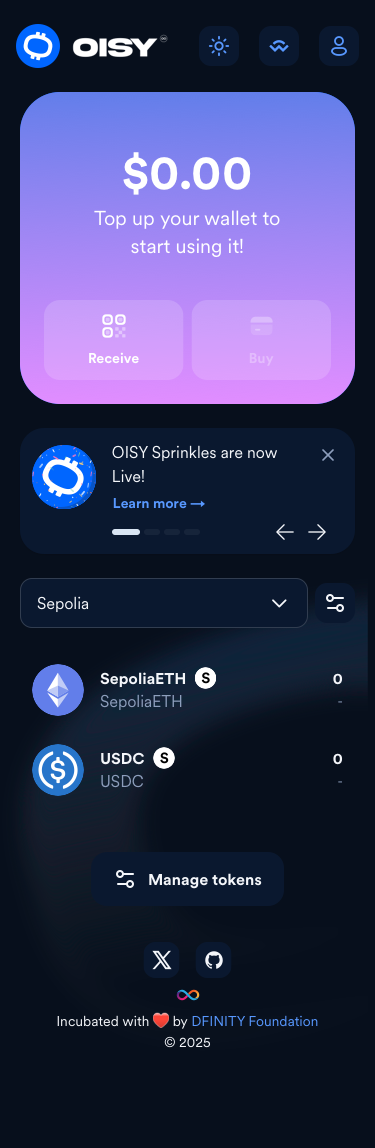 OISY
$0.00
Top up your wallet to
start using it!
Receive
Buy
OISY Sprinkles are now
Live!
Learn more →
Sepolia
SepoliaETH S
0
SepoliaETH
-
USDC S
0
USDC
-
Manage tokens
Incubated with ❤️ by DFINITY Foundation
© 2025